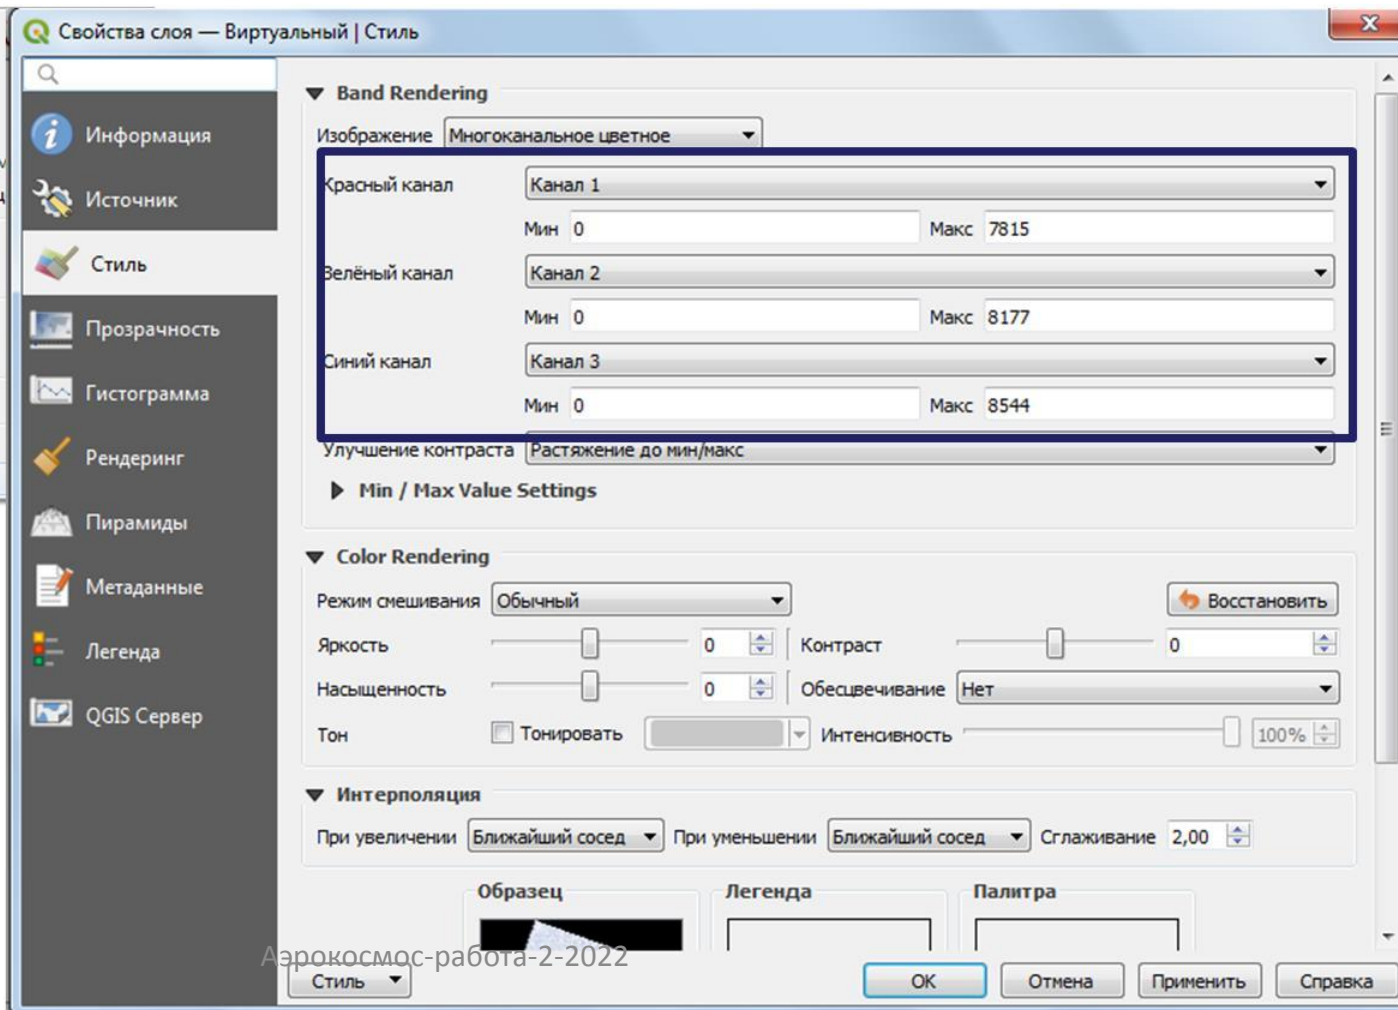 Свойства слоя — Виртуальный | Стиль
Информация
Источник
Стиль
Прозрачность
Гистограмма
Рендеринг
Пирамиды
Метаданные
Легенда
QGIS Сервер
Band Rendering
Изображение Многоканальное цветное
Красный канал Канал 1
Мин 0 Макс 7815
Зелёный канал Канал 2
Мин 0 Макс 8177
Синий канал Канал 3
Мин 0 Макс 8544
Улучшение контраста Растяжение до мин/макс
Min / Max Value Settings
Color Rendering
Режим смешивания Обычный Восстановить
Яркость 0 Контраст 0
Насыщенность 0 Обесцвечивание Нет
Тон Тонировать Интенсивность 100%
Интерполяция
При увеличении Ближайший сосед При уменьшении Ближайший сосед Сглаживание 2,00
Образец Легенда Палитра
Аэрокосмос-работа-2-2022
Стиль OK Отмена Применить Справка